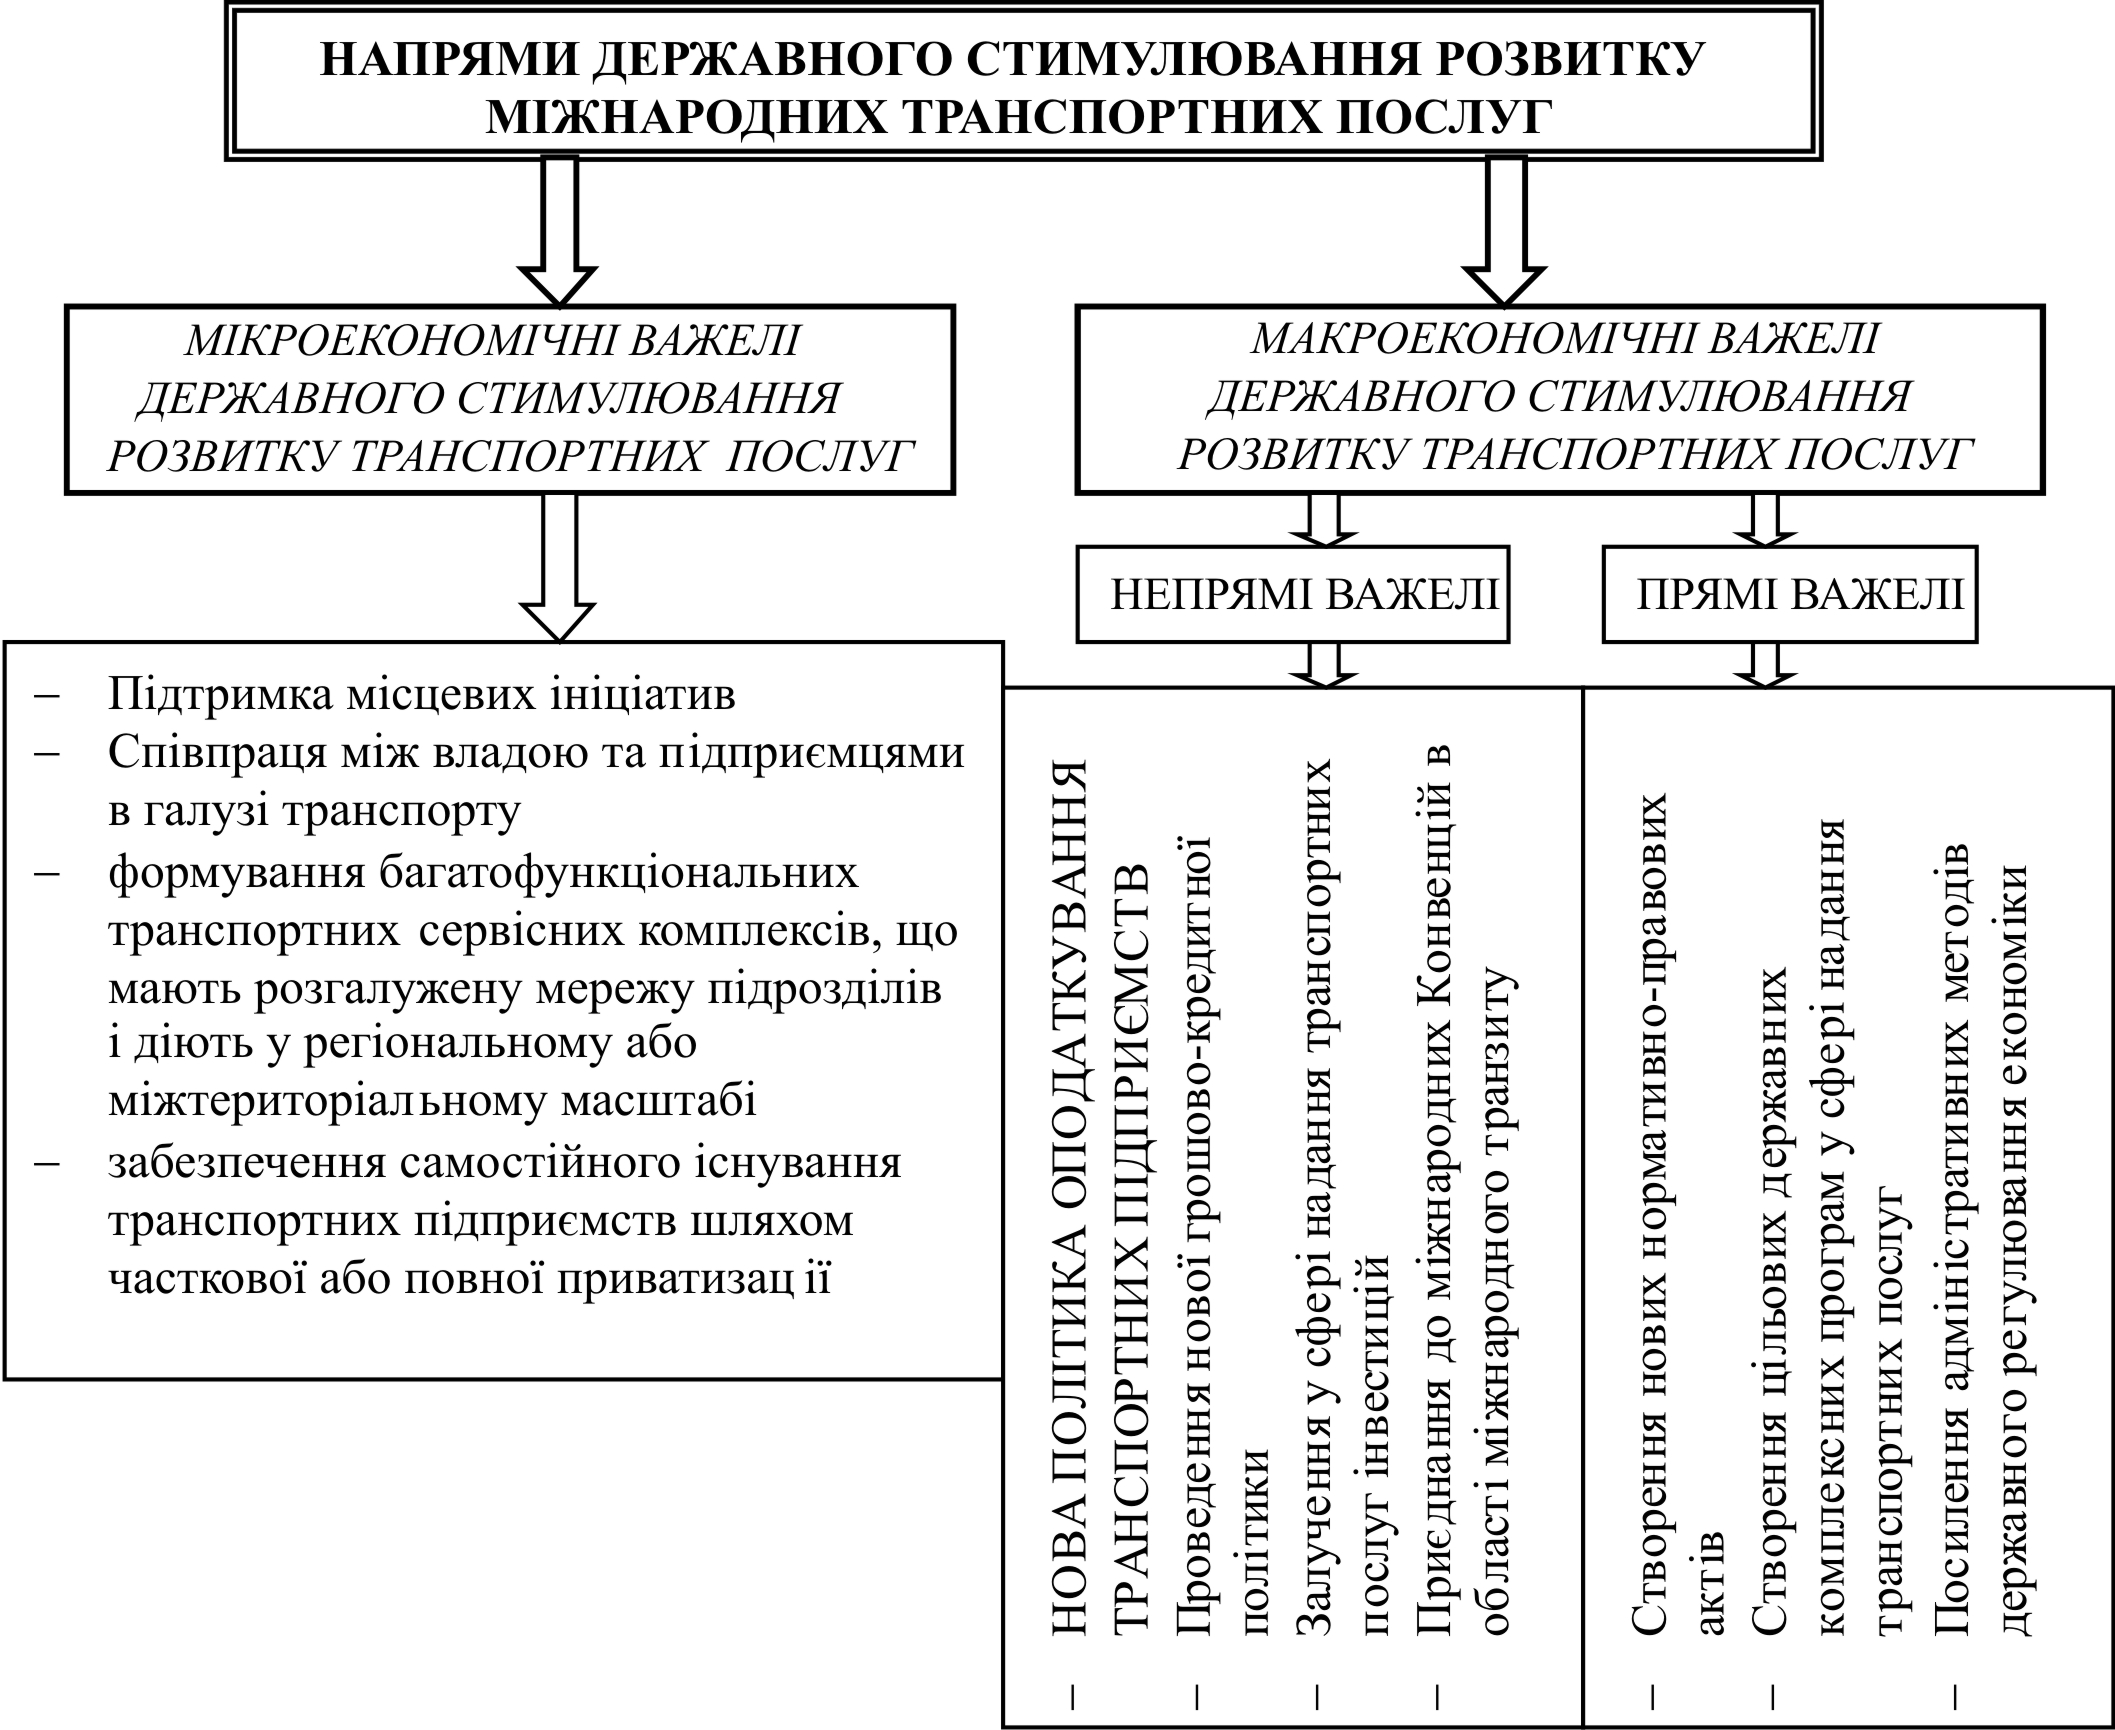 НАПРЯМИ ДЕРЖАВНОГО СТИМУЛЮВАННЯ РОЗВИТКУ
МІЖНАРОДНИХ ТРАНСПОРТНИХ ПОСЛУГ
МІКРОЕКОНОМІЧНІ ВАЖЕЛІ
ДЕРЖАВНОГО СТИМУЛЮВАННЯ
РОЗВИТКУ ТРАНСПОРТНИХ ПОСЛУГ
МАКРОЕКОНОМІЧНІ ВАЖЕЛІ
ДЕРЖАВНОГО СТИМУЛЮВАННЯ
РОЗВИТКУ ТРАНСПОРТНИХ ПОСЛУГ
НЕПРЯМІ ВАЖЕЛІ
ПРЯМІ ВАЖЕЛІ
– Підтримка місцевих ініціатив
– Співпраця між владою та підприємцями
в галузі транспорту
– формування багатофункціональних
транспортних сервісних комплексів, що
мають розгалужену мережу підрозділів
і діють у регіональному або
міжтериторіальному масштабі
– забезпечення самостійного існування
транспортних підприємств шляхом
часткової або повної приватизац ії
– НОВА ПОЛІТИКА ОПОДАТКУВАННЯ
ТРАНСПОРТНИХ ПІДПРИЄМСТВ
– Проведення нової грошово-кредитної
політики
– Залучення у сфері надання транспортних
послуг інвестицій
– Приєднання до міжнародних Конвенцій в
області міжнародного транзиту
– Створення нових нормативно-правових
актів
– Створення цільових державних
комплексних програм у сфері надання
транспортних послуг
– Посилення адміністративних методів
державного регулювання економіки